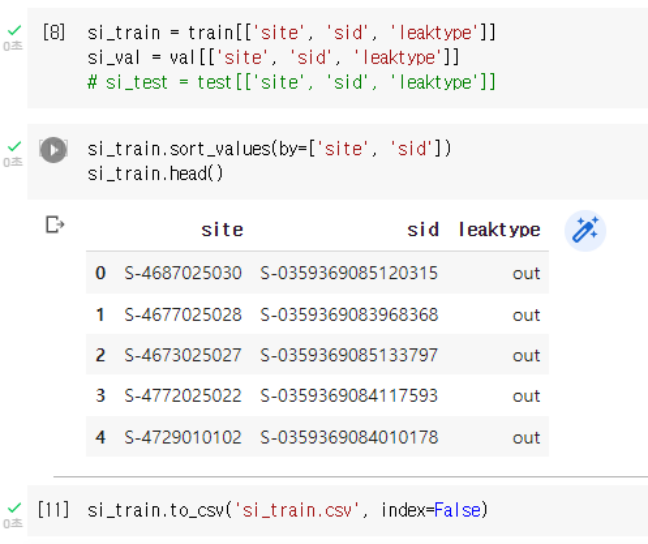 [8] si_train = train[['site', 'sid', 'leaktype']]
0초 si_val = val[['site', 'sid', 'leaktype']]
# si_test = test[['site', 'sid', 'leaktype']]
si_train.sort_values(by=['site', 'sid'])
0초 si_train.head()
site sid leaktype
0 S-4687025030 S-0359369085120315 out
1 S-4677025028 S-0359369083968368 out
2 S-4673025027 S-0359369085133797 out
3 S-4772025022 S-0359369084117593 out
4 S-4729010102 S-0359369084010178 out
[11] si_train.to_csv('si_train.csv', index=False)
0초